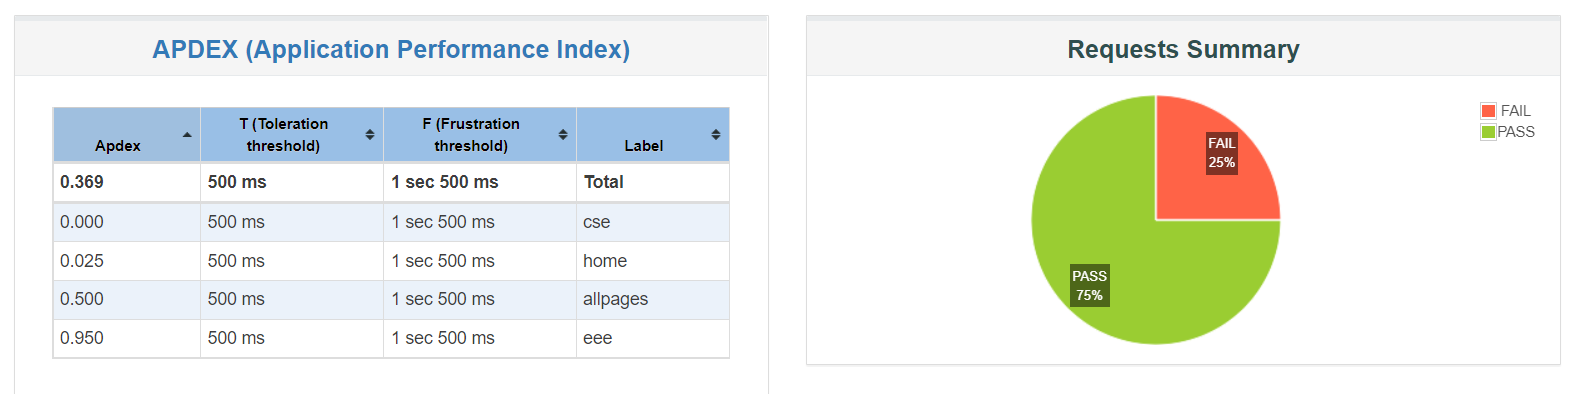 APDEX (Application Performance Index)
Apdex T (Toleration threshold) F (Frustration threshold) Label
0.369 500 ms 1 sec 500 ms Total
0.000 500 ms 1 sec 500 ms cse
0.025 500 ms 1 sec 500 ms home
0.500 500 ms 1 sec 500 ms allpages
0.950 500 ms 1 sec 500 ms eee
Requests Summary
FAIL
PASS
FAIL
25%
PASS
75%